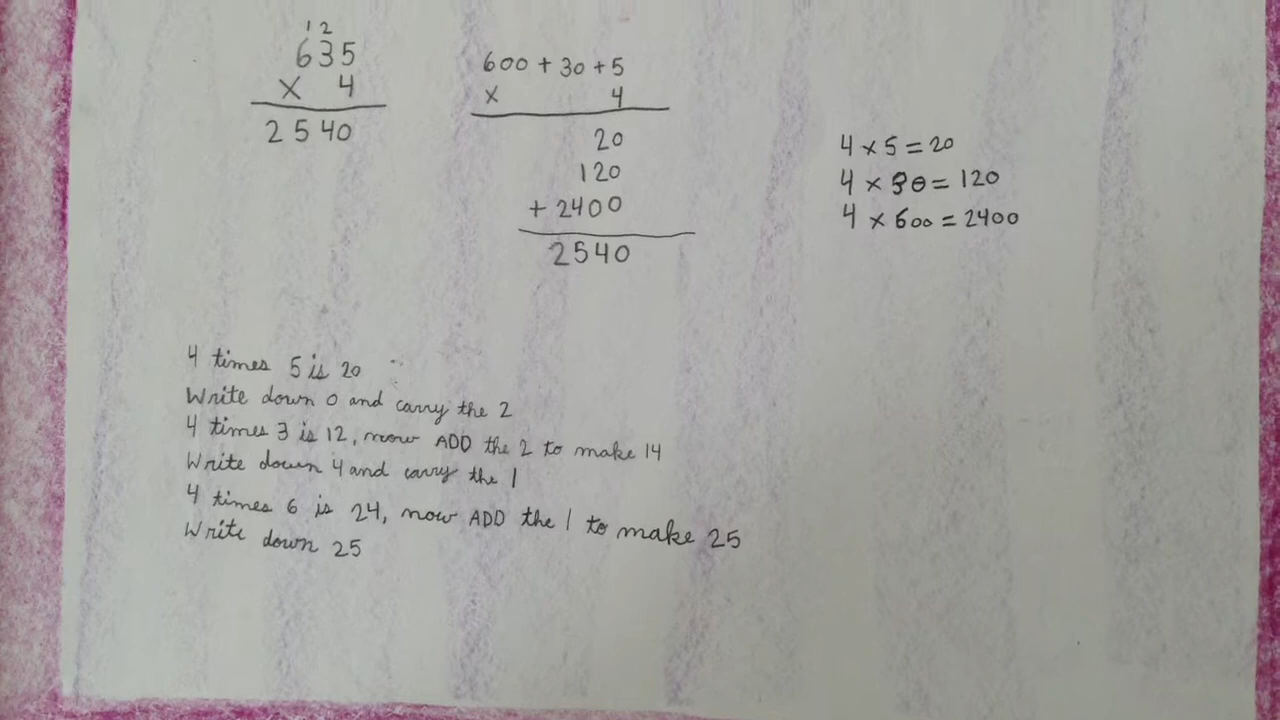 1 2
635
× 4
2540
600 + 30 + 5
× 4
20
120
+ 2400
2540
4 × 5 = 20
4 × 30 = 120
4 × 600 = 2400
4 times 5 is 20
Write down 0 and carry the 2
4 times 3 is 12, now ADD the 2 to make 14
Write down 4 and carry the 1
4 times 6 is 24, now ADD the 1 to make 25
Write down 25